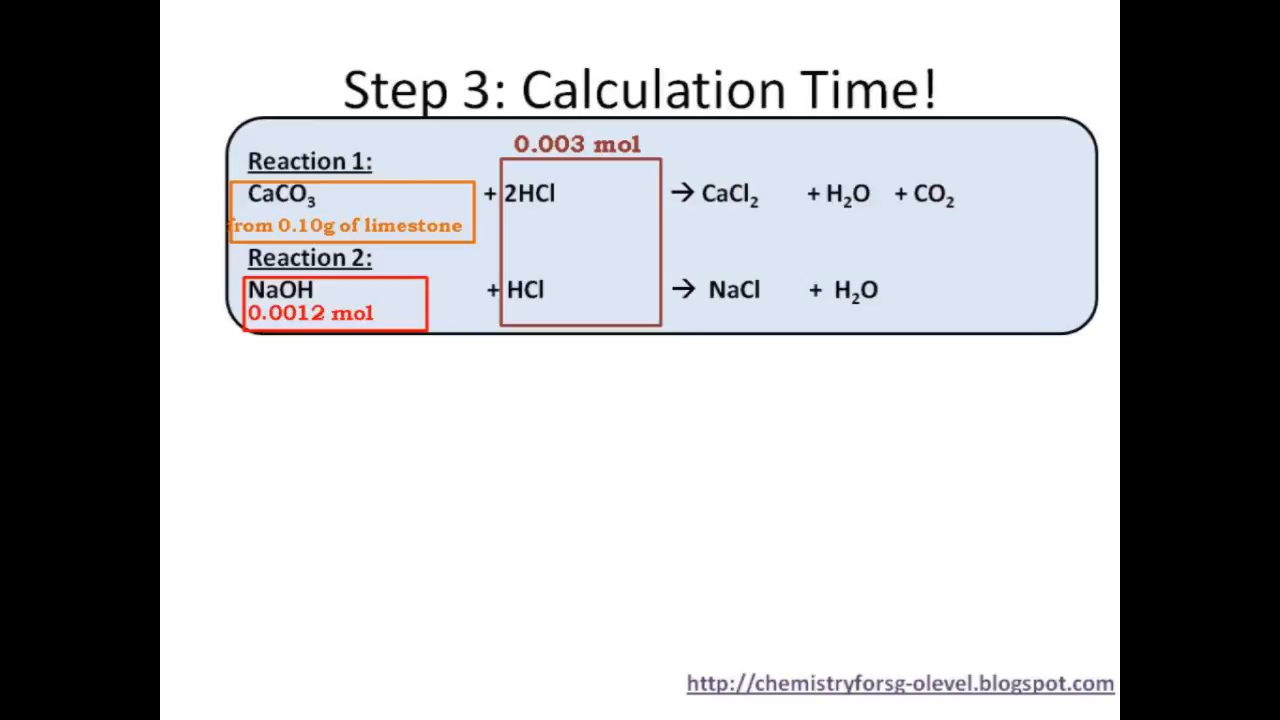 Step 3: Calculation Time!
0.003 mol
Reaction 1:
CaCO₃ + 2HCl → CaCl₂ + H₂O + CO₂
from 0.10g of limestone
Reaction 2:
NaOH + HCl → NaCl + H₂O
0.0012 mol
http://chemistryforsg-olevel.blogspot.com